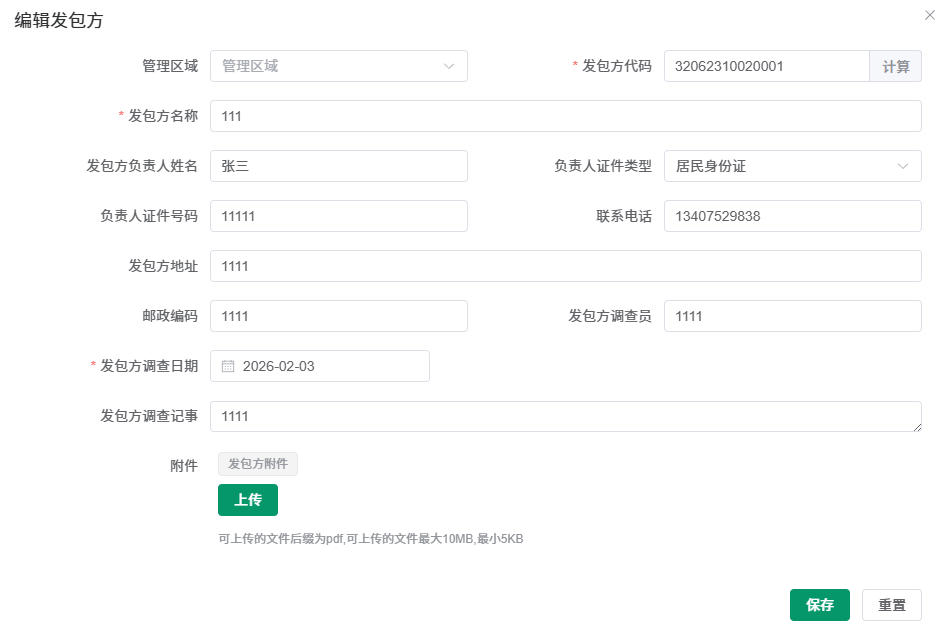 编辑发包方
管理区域 管理区域 * 发包方代码 32062310020001 计算
* 发包方名称 111
发包方负责人姓名 张三 负责人证件类型 居民身份证
负责人证件号码 11111 联系电话 13407529838
发包方地址 1111
邮政编码 1111 发包方调查员 1111
* 发包方调查日期 2026-02-03
发包方调查记事 1111
附件 发包方附件
上传
可上传的文件后缀为pdf,可上传的文件最大10MB,最小5KB
保存 重置